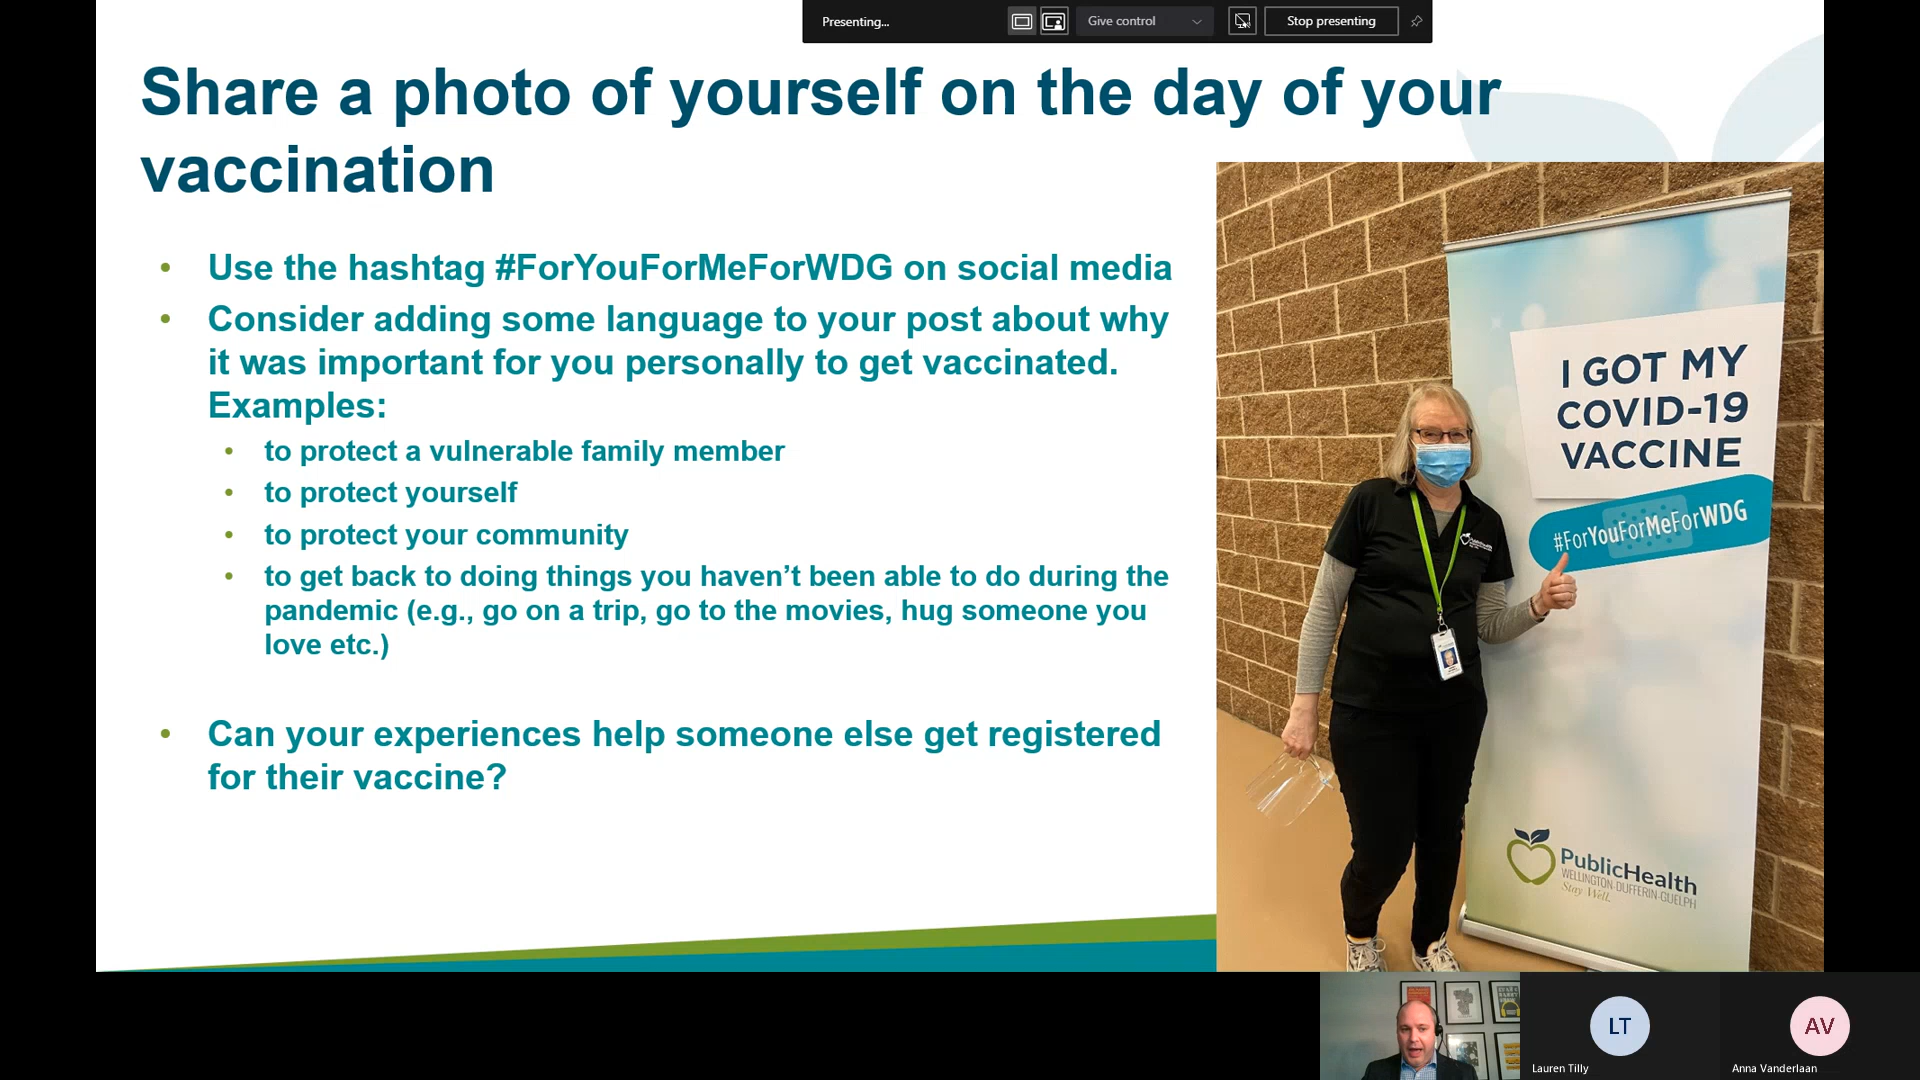 Presenting...
Give control
Stop presenting
Share a photo of yourself on the day of your
vaccination
• Use the hashtag #ForYouForMeForWDG on social media
• Consider adding some language to your post about why
it was important for you personally to get vaccinated.
Examples:
• to protect a vulnerable family member
• to protect yourself
• to protect your community
• to get back to doing things you haven’t been able to do during the
pandemic (e.g., go on a trip, go to the movies, hug someone you
love etc.)
• Can your experiences help someone else get registered
for their vaccine?
I GOT MY
COVID-19
VACCINE
#ForYouForMeForWDG
PublicHealth
WELLINGTON-DUFFERIN-GUELPH
Stay Well.
LT
Lauren Tilly
AV
Anna Vanderlaan